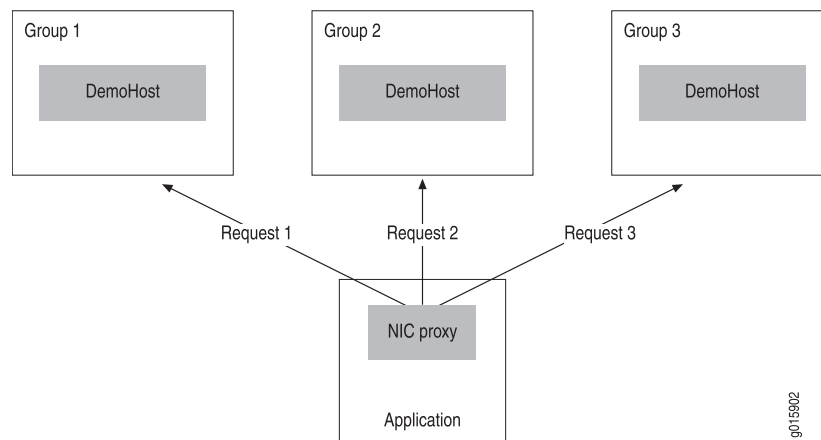 Group 1
Group 2
Group 3
DemoHost
DemoHost
DemoHost
Request 1
Request 2
Request 3
NIC proxy
Application
g015902